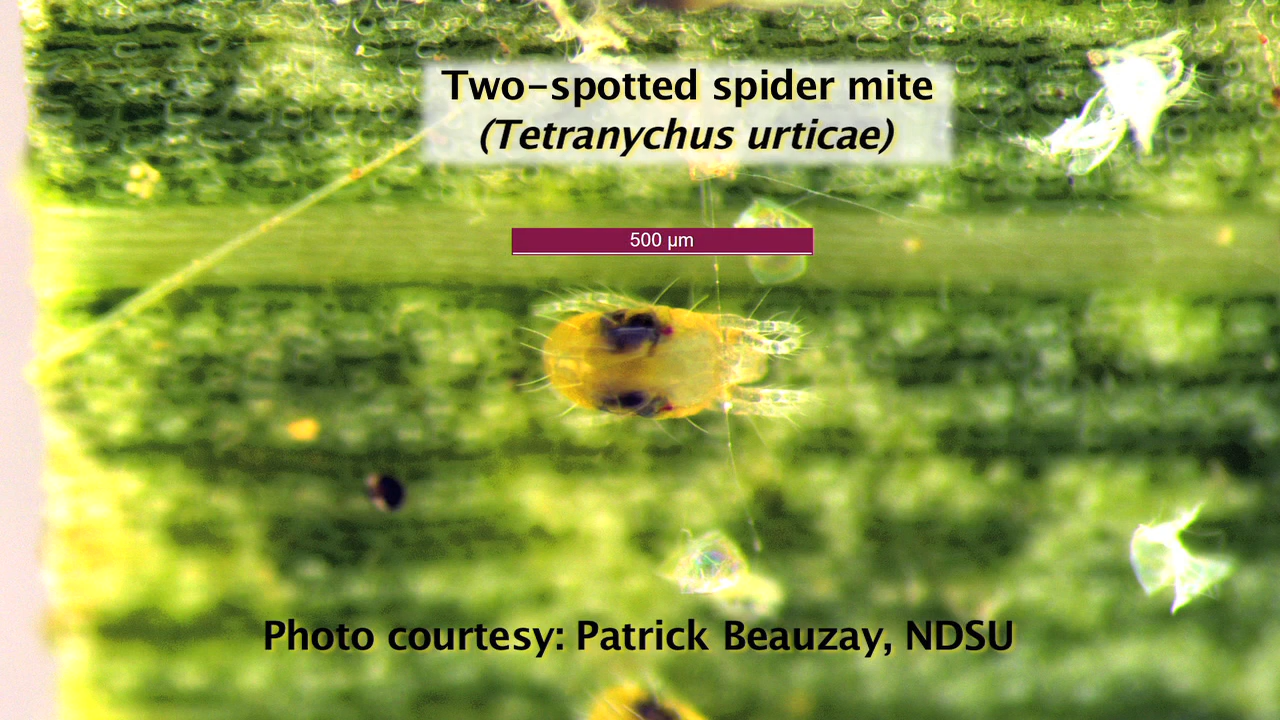 Two-spotted spider mite
(Tetranychus urticae)
500 µm
Photo courtesy: Patrick Beauzay, NDSU